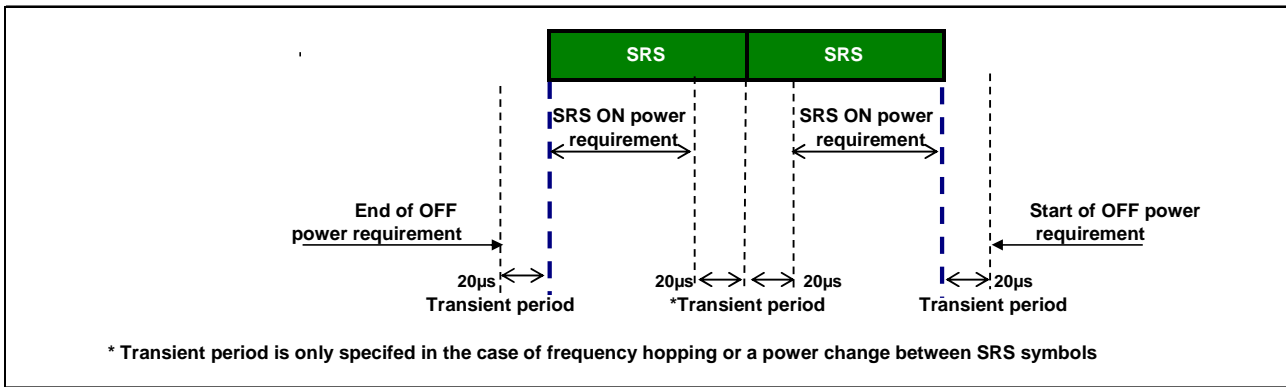 SRS SRS
SRS ON power
requirement
SRS ON power
requirement
End of OFF
power requirement
Start of OFF power
requirement
20µs
Transient period
20µs 20µs
*Transient period
20µs
Transient period
* Transient period is only specifed in the case of frequency hopping or a power change between SRS symbols